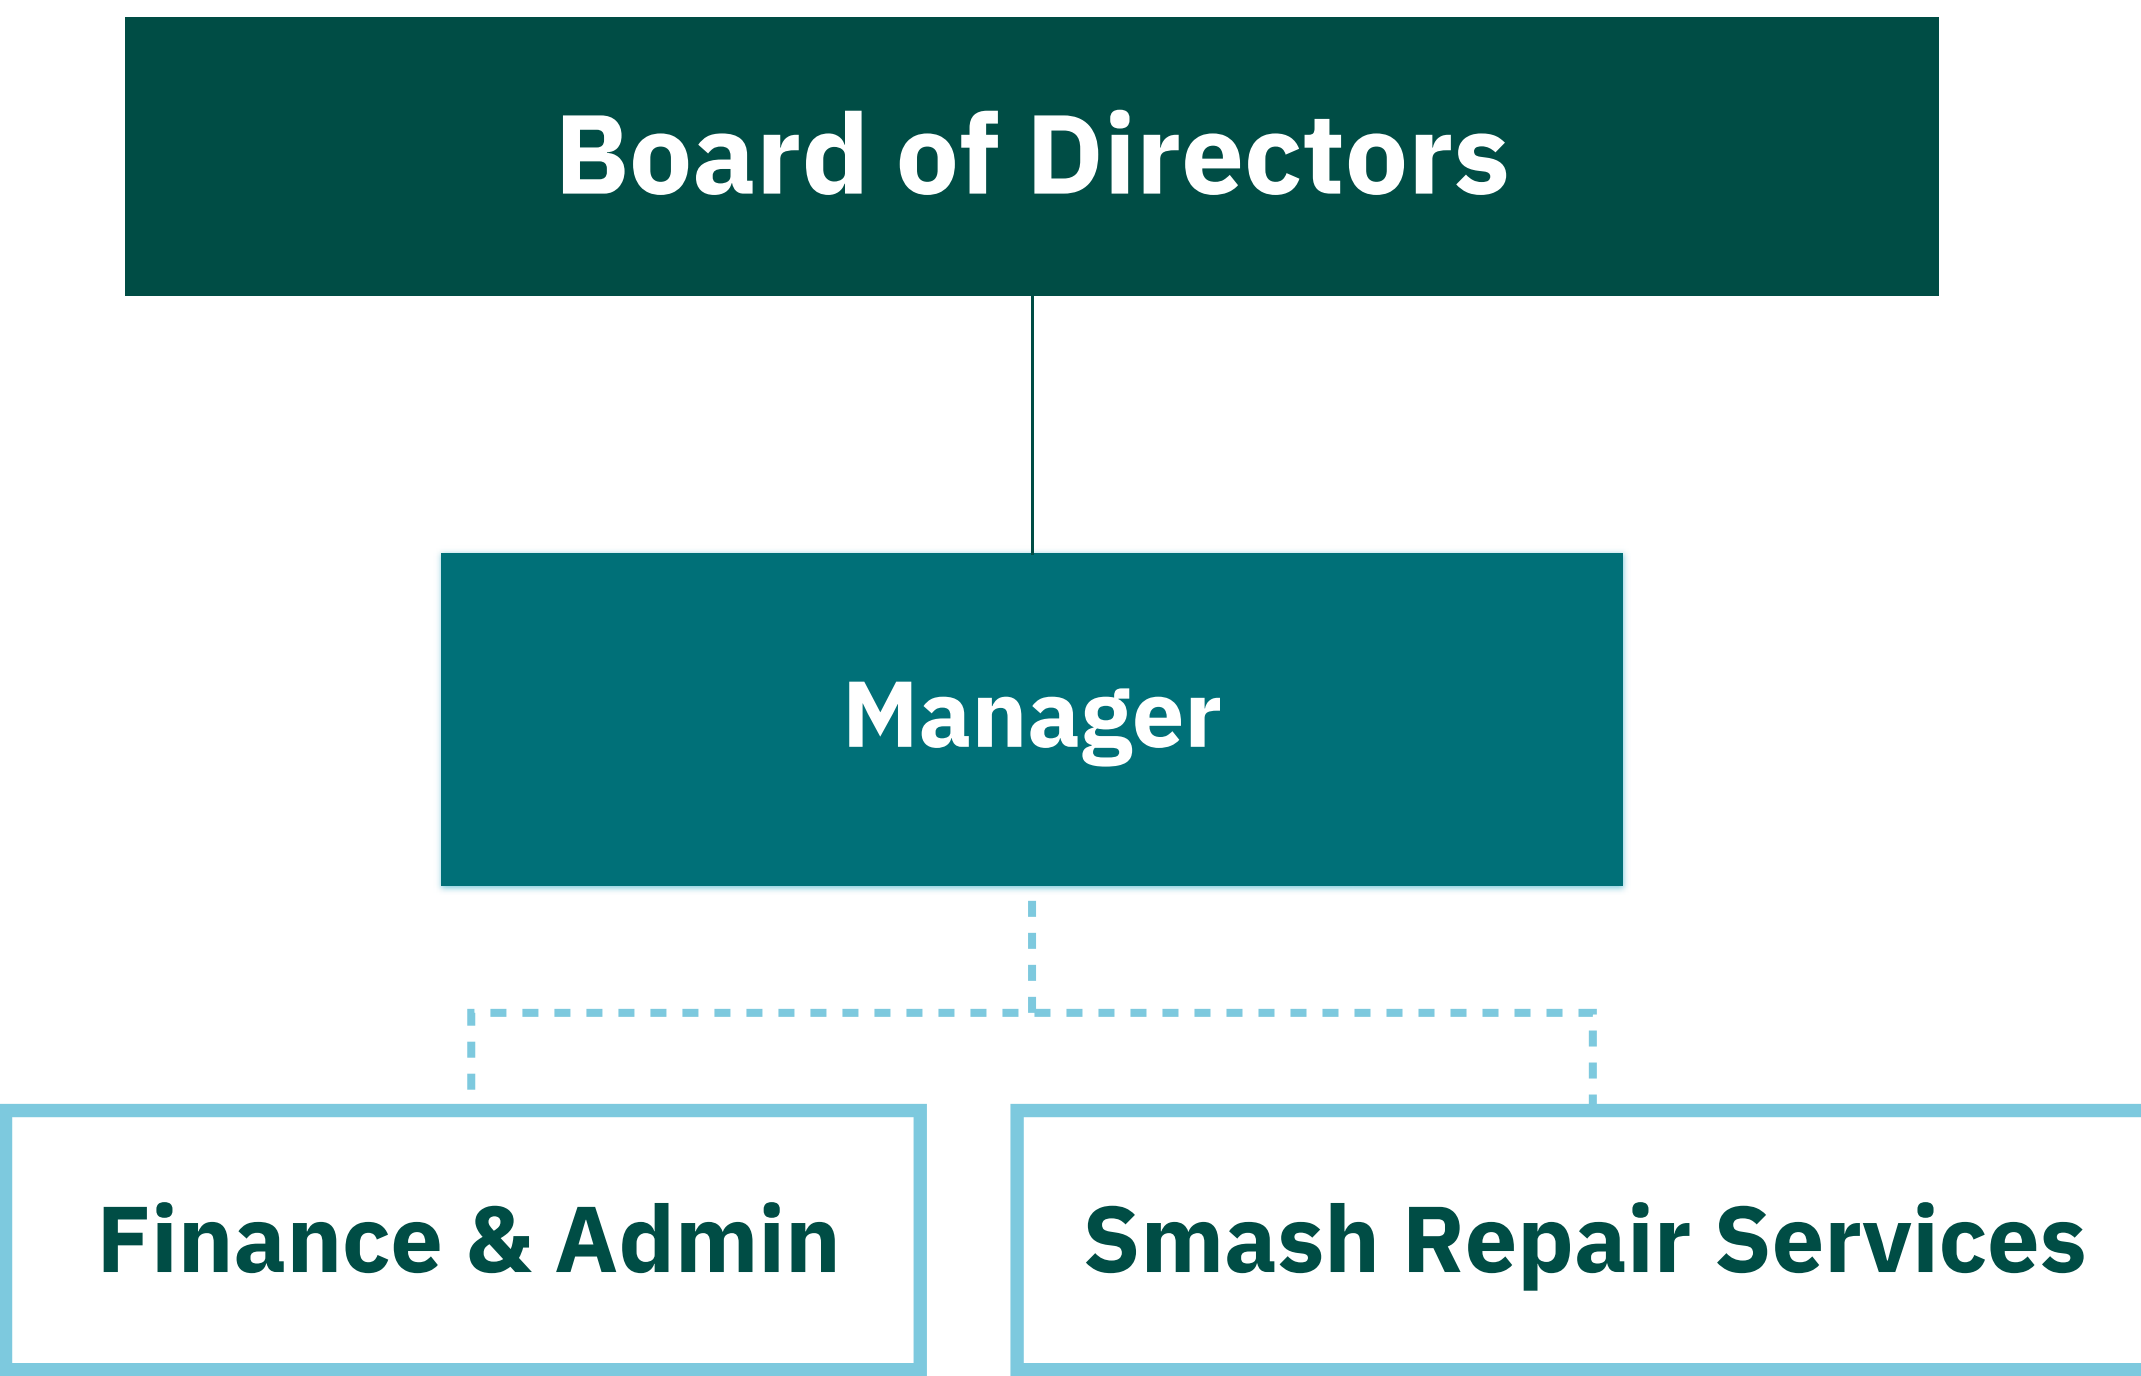 Board of Directors
Manager
Finance & Admin
Smash Repair Services